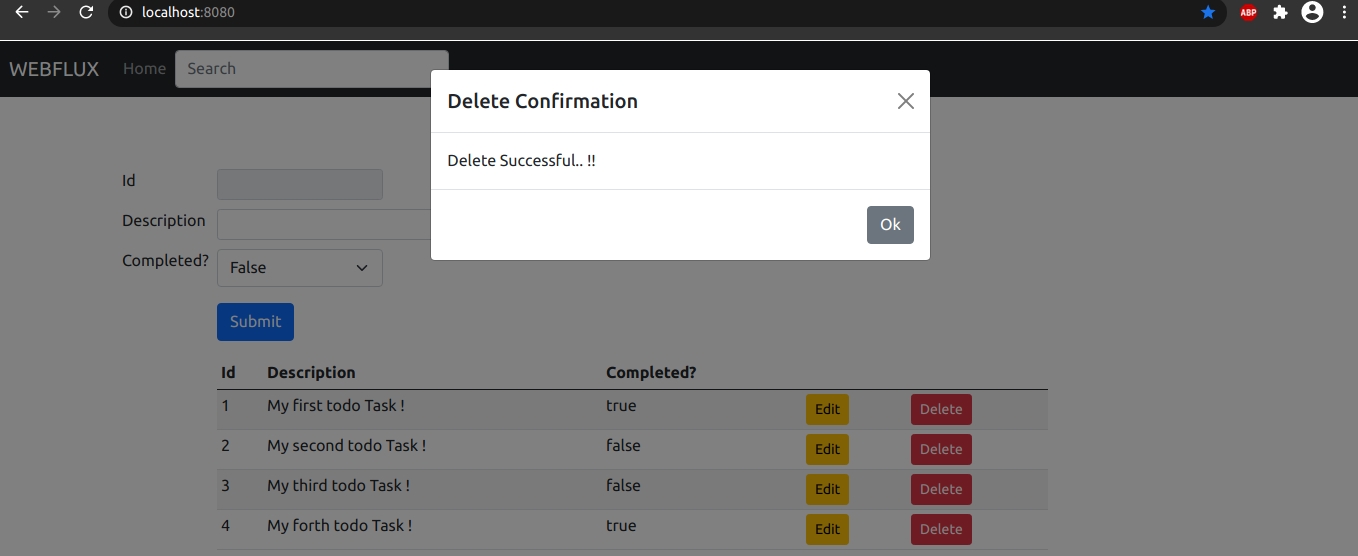 localhost:8080
ABP
WEBFLUX Home Search
Delete Confirmation
Delete Successful.. !!
Ok
Id
Description
Completed? False
Submit
Id Description Completed?
1 My first todo Task ! true Edit Delete
2 My second todo Task ! false Edit Delete
3 My third todo Task ! false Edit Delete
4 My forth todo Task ! true Edit Delete